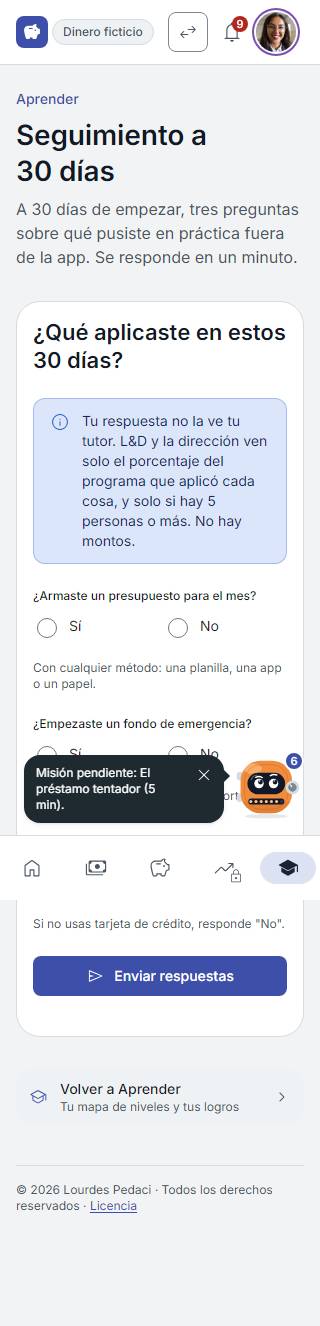 Dinero ficticio
9
Aprender
Seguimiento a
30 días
A 30 días de empezar, tres preguntas
sobre qué pusiste en práctica fuera
de la app. Se responde en un minuto.
¿Qué aplicaste en estos
30 días?
Tu respuesta no la ve tu
tutor. L&D y la dirección ven
solo el porcentaje del
programa que aplicó cada
cosa, y solo si hay 5
personas o más. No hay
montos.
¿Armaste un presupuesto para el mes?
Sí
No
Con cualquier método: una planilla, una app
o un papel.
¿Empezaste un fondo de emergencia?
Sí
No
6
Misión pendiente: El
préstamo tentador (5
min).
Si no usas tarjeta de crédito, responde "No".
Enviar respuestas
Volver a Aprender
Tu mapa de niveles y tus logros
© 2026 Lourdes Pedaci · Todos los derechos
reservados · Licencia